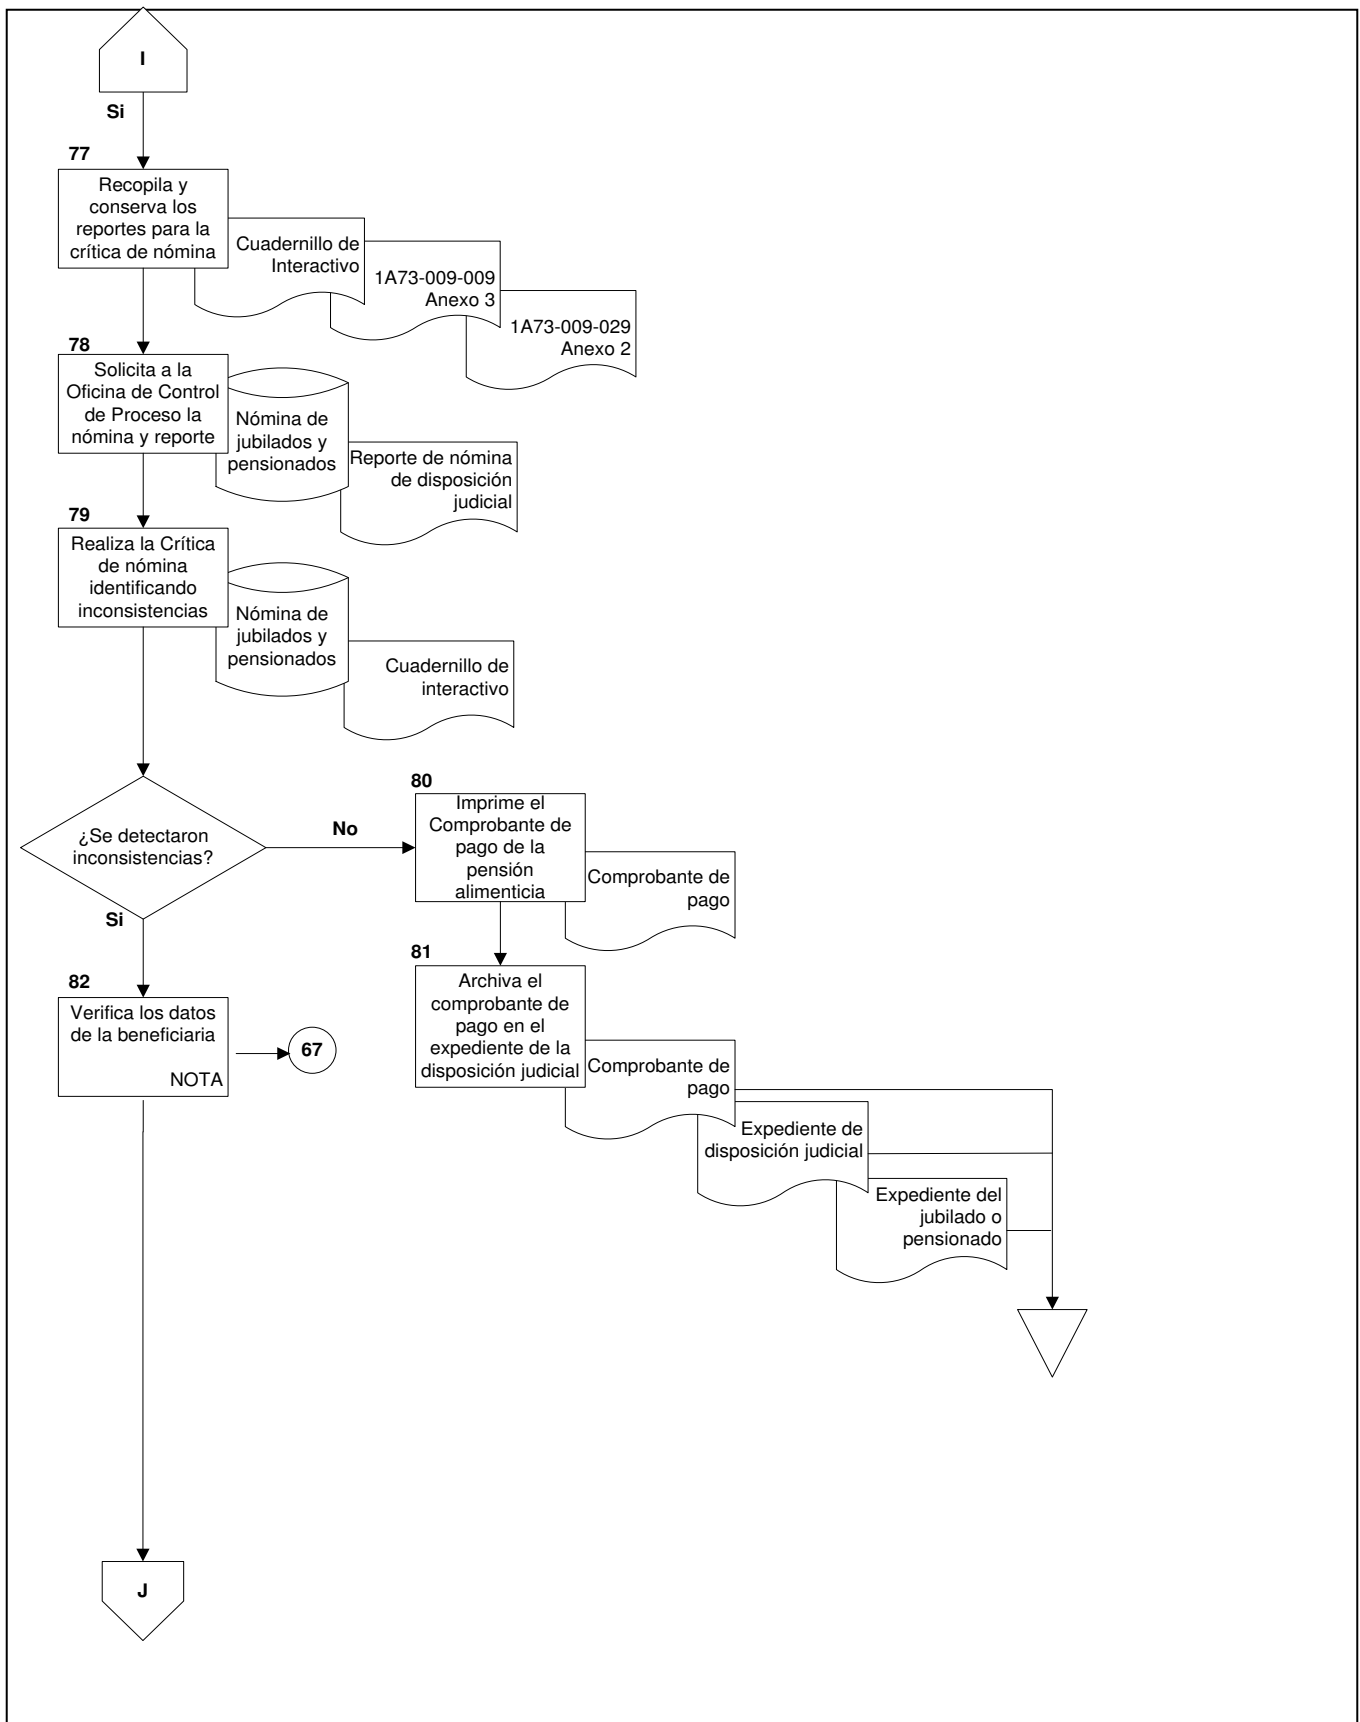 I
Si
77
Recopila y
conserva los
reportes para la
crítica de nómina
Cuadernillo de
Interactivo
1A73-009-009
Anexo 3
1A73-009-029
Anexo 2
78
Solicita a la
Oficina de Control
de Proceso la
nómina y reporte
Nómina de
jubilados y
pensionados
Reporte de nómina
de disposición
judicial
79
Realiza la Crítica
de nómina
identificando
inconsistencias
Nómina de
jubilados y
pensionados
Cuadernillo de
interactivo
¿Se detectaron
inconsistencias?
No
80
Imprime el
Comprobante de
pago de la
pensión
alimenticia
Comprobante de
pago
Si
81
Archiva el
comprobante de
pago en el
expediente de la
disposición judicial
Comprobante de
pago
Expediente de
disposición judicial
Expediente del
jubilado o
pensionado
82
Verifica los datos
de la beneficiaria
NOTA
67
J